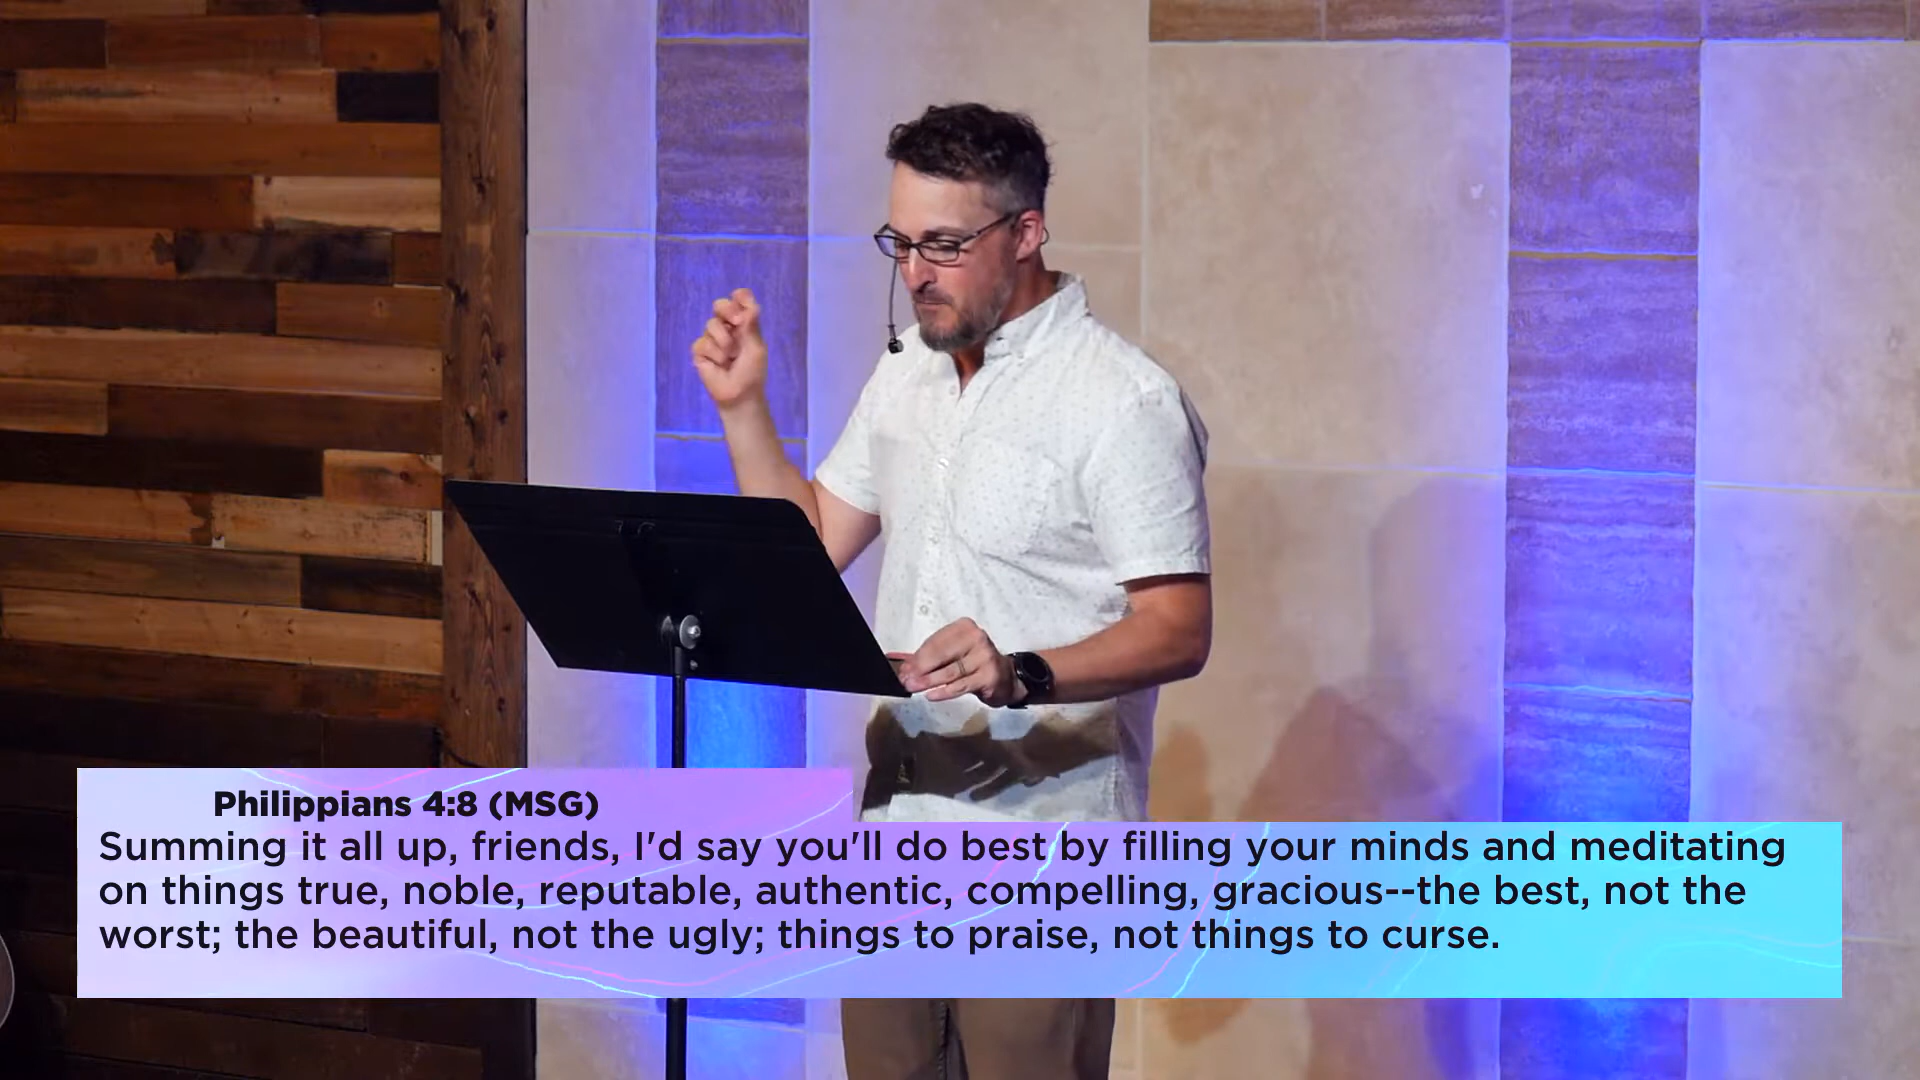 Philippians 4:8 (MSG)
Summing it all up, friends, I'd say you'll do best by filling your minds and meditating
on things true, noble, reputable, authentic, compelling, gracious--the best, not the
worst; the beautiful, not the ugly; things to praise, not things to curse.